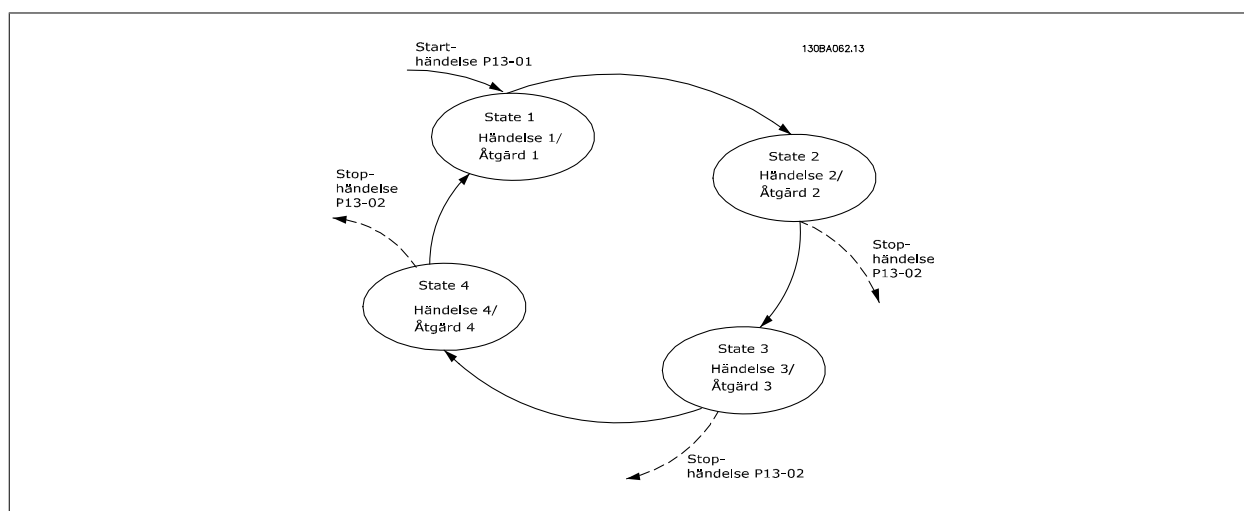 130BA062.13
Start-
händelse P13-01
State 1
Händelse 1/
Åtgärd 1
State 2
Händelse 2/
Åtgärd 2
Stop-
händelse
P13-02
Stop-
händelse
P13-02
State 4
Händelse 4/
Åtgärd 4
State 3
Händelse 3/
Åtgärd 3
Stop-
händelse P13-02